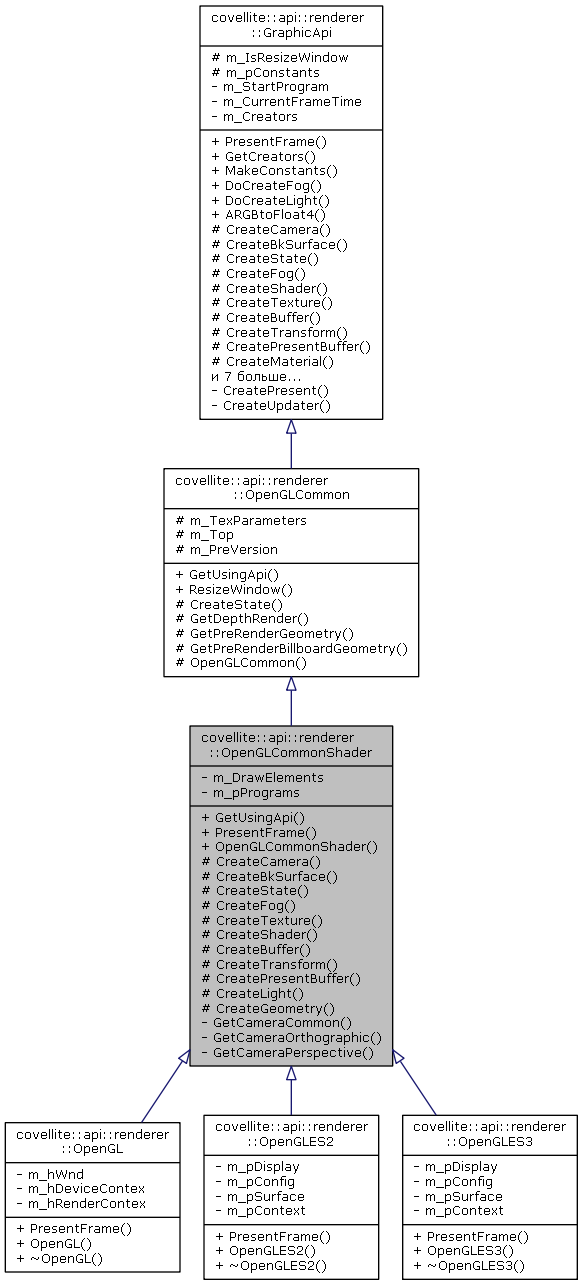 covellite::api::renderer
::GraphicApi
# m_IsResizeWindow
# m_pConstants
- m_StartProgram
- m_CurrentFrameTime
- m_Creators
+ PresentFrame()
+ GetCreators()
+ MakeConstants()
+ DoCreateFog()
+ DoCreateLight()
+ ARGBtoFloat4()
# CreateCamera()
# CreateBkSurface()
# CreateState()
# CreateFog()
# CreateShader()
# CreateTexture()
# CreateBuffer()
# CreateTransform()
# CreatePresentBuffer()
# CreateMaterial()
и 7 больше...
- CreatePresent()
- CreateUpdater()
covellite::api::renderer
::OpenGLCommon
# m_TexParameters
# m_Top
# m_PreVersion
+ GetUsingApi()
+ ResizeWindow()
# CreateState()
# GetDepthRender()
# GetPreRenderGeometry()
# GetPreRenderBillboardGeometry()
# OpenGLCommon()
covellite::api::renderer
::OpenGLCommonShader
- m_DrawElements
- m_pPrograms
+ GetUsingApi()
+ PresentFrame()
+ OpenGLCommonShader()
# CreateCamera()
# CreateBkSurface()
# CreateState()
# CreateFog()
# CreateTexture()
# CreateShader()
# CreateBuffer()
# CreateTransform()
# CreatePresentBuffer()
# CreateLight()
# CreateGeometry()
- GetCameraCommon()
- GetCameraOrthographic()
- GetCameraPerspective()
covellite::api::renderer
::OpenGL
- m_hWnd
- m_hDeviceContex
- m_hRenderContex
+ PresentFrame()
+ OpenGL()
+ ~OpenGL()
covellite::api::renderer
::OpenGLES2
- m_pDisplay
- m_pConfig
- m_pSurface
- m_pContext
+ PresentFrame()
+ OpenGLES2()
+ ~OpenGLES2()
covellite::api::renderer
::OpenGLES3
- m_pDisplay
- m_pConfig
- m_pSurface
- m_pContext
+ PresentFrame()
+ OpenGLES3()
+ ~OpenGLES3()